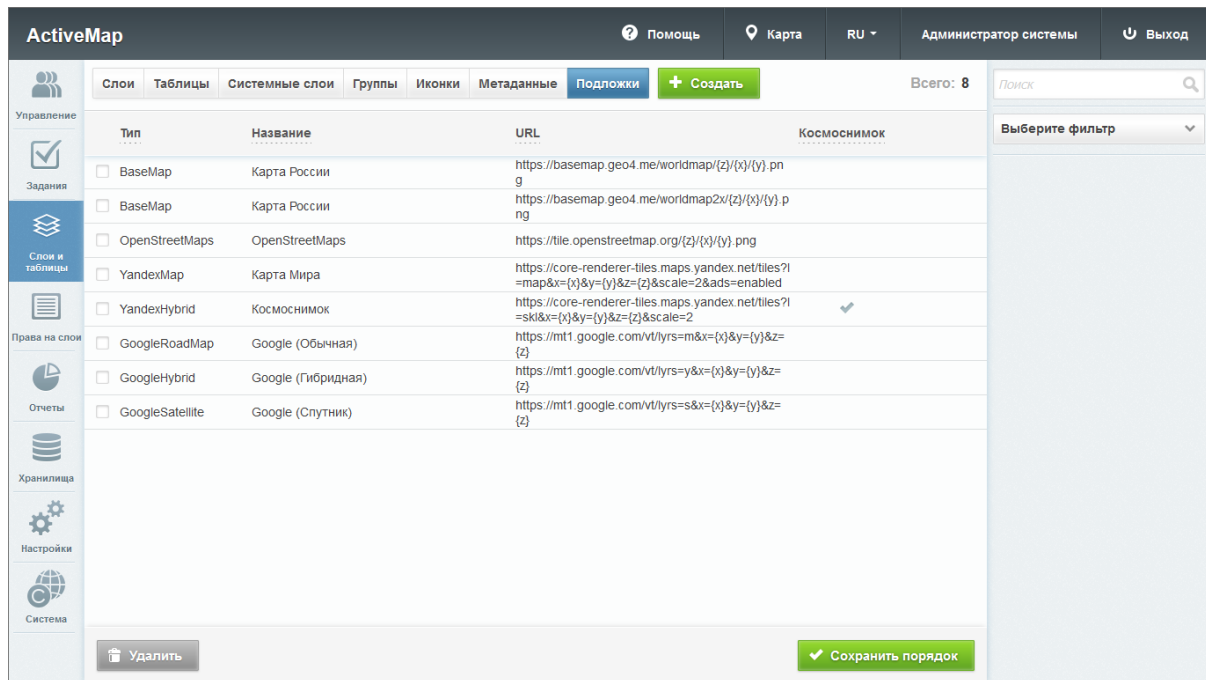 ActiveMap
Помощь
Карта
RU
Администратор системы
Выход
Управление
Задания
Слои и
таблицы
Права на слои
Отчеты
Хранилища
Настройки
Система
Слои Таблицы Системные слои Группы Иконки Метаданные Подложки Создать Всего: 8
Тип Название URL Космоснимок
BaseMap Карта России https://basemap.geo4.me/worldmap/{z}/{x}/{y}.pn
g
BaseMap Карта России https://basemap.geo4.me/worldmap2x/{z}/{x}/{y}.p
ng
OpenStreetMaps OpenStreetMaps https://tile.openstreetmap.org/{z}/{x}/{y}.png
YandexMap Карта Мира https://core-renderer-tiles.maps.yandex.net/tiles?l
=map&x={x}&y={y}&z={z}&scale=2&ads=enabled
YandexHybrid Космоснимок https://core-renderer-tiles.maps.yandex.net/tiles?l
=skl&x={x}&y={y}&z={z}&scale=2
GoogleRoadMap Google (Обычная) https://mt1.google.com/vt/lyrs=m&x={x}&y={y}&z=
{z}
GoogleHybrid Google (Гибридная) https://mt1.google.com/vt/lyrs=y&x={x}&y={y}&z=
{z}
GoogleSatellite Google (Спутник) https://mt1.google.com/vt/lyrs=s&x={x}&y={y}&z=
{z}
Удалить
Сохранить порядок
Поиск
Выберите фильтр